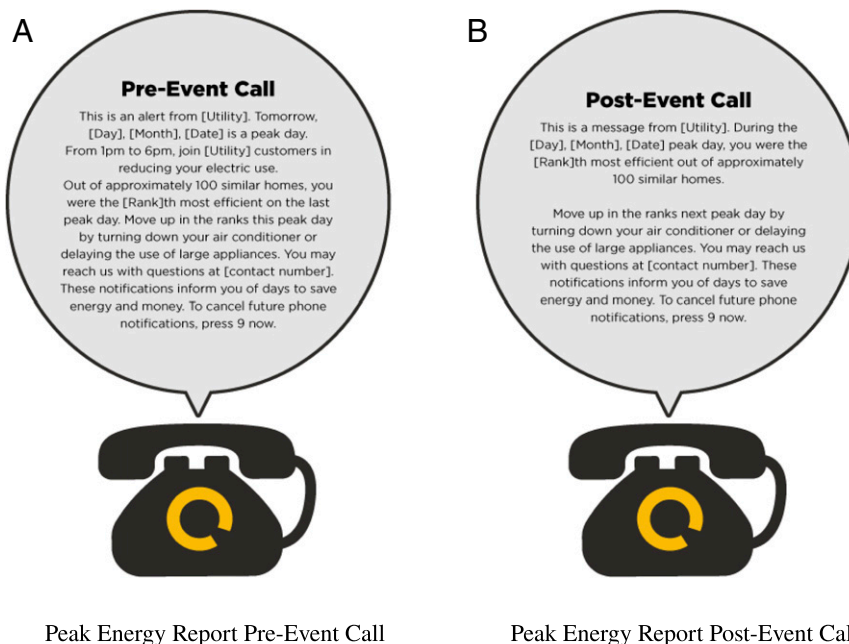 A
Pre-Event Call
This is an alert from [Utility]. Tomorrow,
[Day], [Month], [Date] is a peak day.
From 1pm to 6pm, join [Utility] customers in
reducing your electric use.
Out of approximately 100 similar homes, you
were the [Rank]th most efficient on the last
peak day. Move up in the ranks this peak day
by turning down your air conditioner or
delaying the use of large appliances. You may
reach us with questions at [contact number].
These notifications inform you of days to save
energy and money. To cancel future phone
notifications, press 9 now.
Peak Energy Report Pre-Event Call
B
Post-Event Call
This is a message from [Utility]. During the
[Day], [Month], [Date] peak day, you were the
[Rank]th most efficient out of approximately
100 similar homes.
Move up in the ranks next peak day by
turning down your air conditioner or delaying
the use of large appliances. You may reach us
with questions at [contact number]. These
notifications inform you of days to save
energy and money. To cancel future phone
notifications, press 9 now.
Peak Energy Report Post-Event Cal